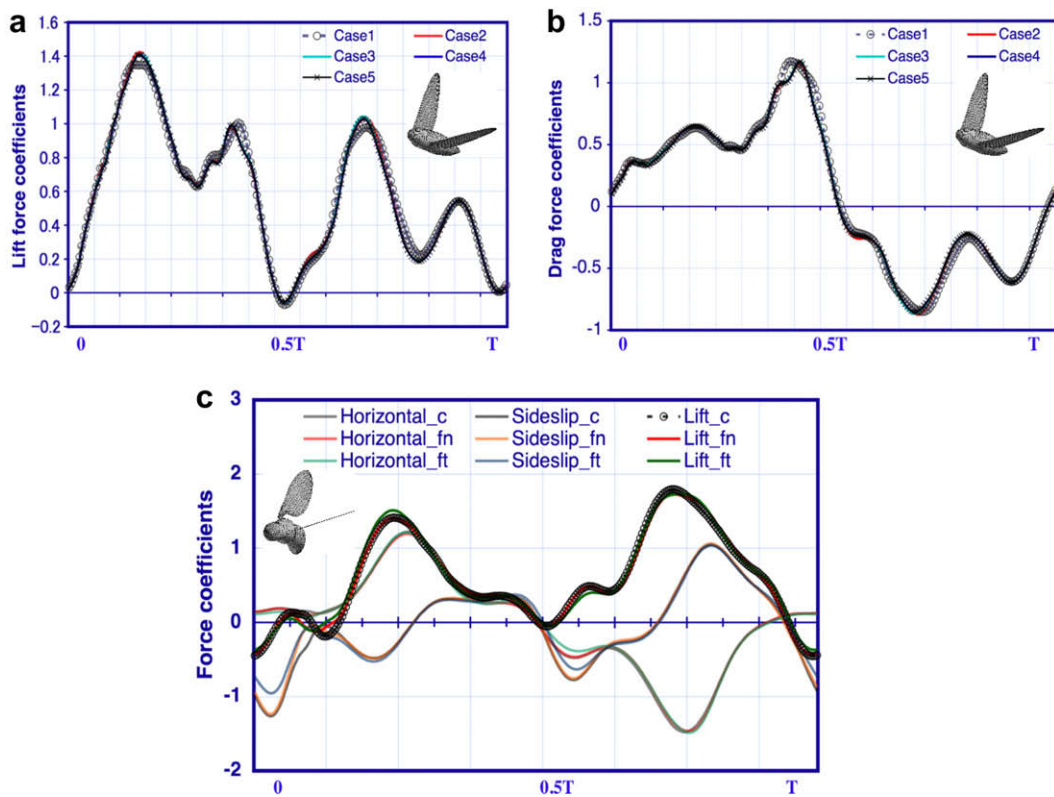 a
1.6
1.4
1.2
1
0.8
0.6
0.4
0.2
0
−0.2
Lift force coefficients
Case1 Case2
Case3 Case4
Case5
0 0.5T T
b
1.5
1
0.5
0
-0.5
-1
Drag force coefficients
Case1 Case2
Case3 Case4
Case5
0 0.5T T
c
3
2
1
0
-1
-2
Force coefficients
Horizontal_c Sideslip_c Lift_c
Horizontal_fn Sideslip_fn Lift_fn
Horizontal_ft Sideslip_ft Lift_ft
0 0.5T T